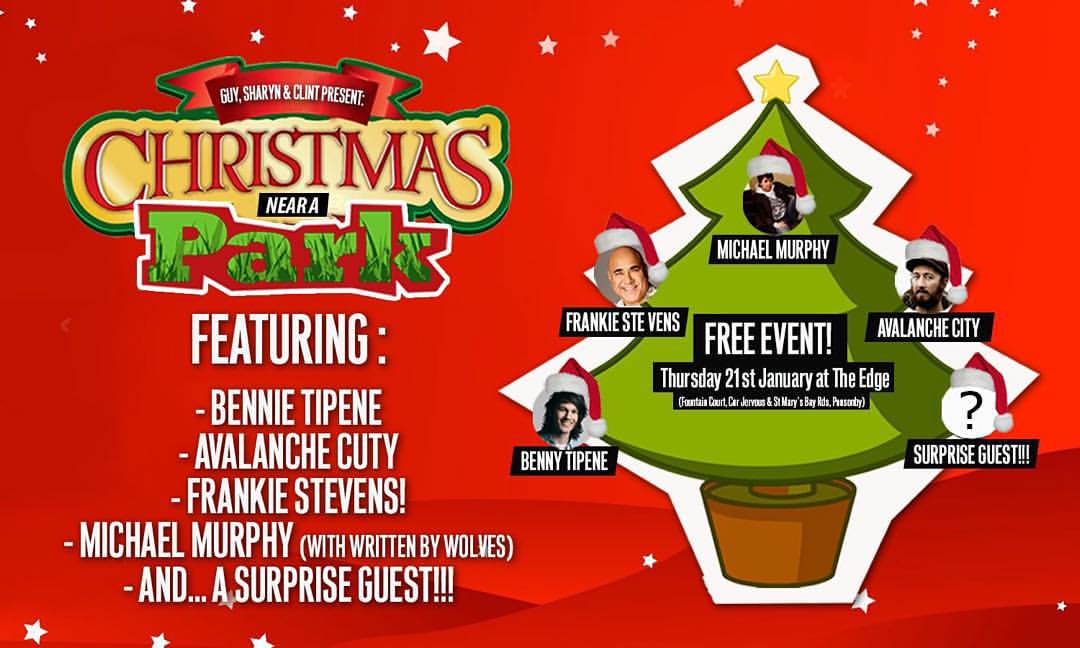 GUY, SHARYN & CLINT PRESENT:
CHRISTMAS
NEAR A
Park
FEATURING :
- BENNIE TIPENE
- AVALANCHE CUTY
- FRANKIE STEVENS!
- MICHAEL MURPHY (WITH WRITTEN BY WOLVES)
- AND... A SURPRISE GUEST!!!
MICHAEL MURPHY
FRANKIE STE VENS
AVALANCHE CITY
FREE EVENT!
Thursday 21st January at The Edge
(Fountain Court, Cnr Jervous & St Mary's Bay Rds, Ponsonby)
?
BENNY TIPENE
SURPRISE GUEST!!!